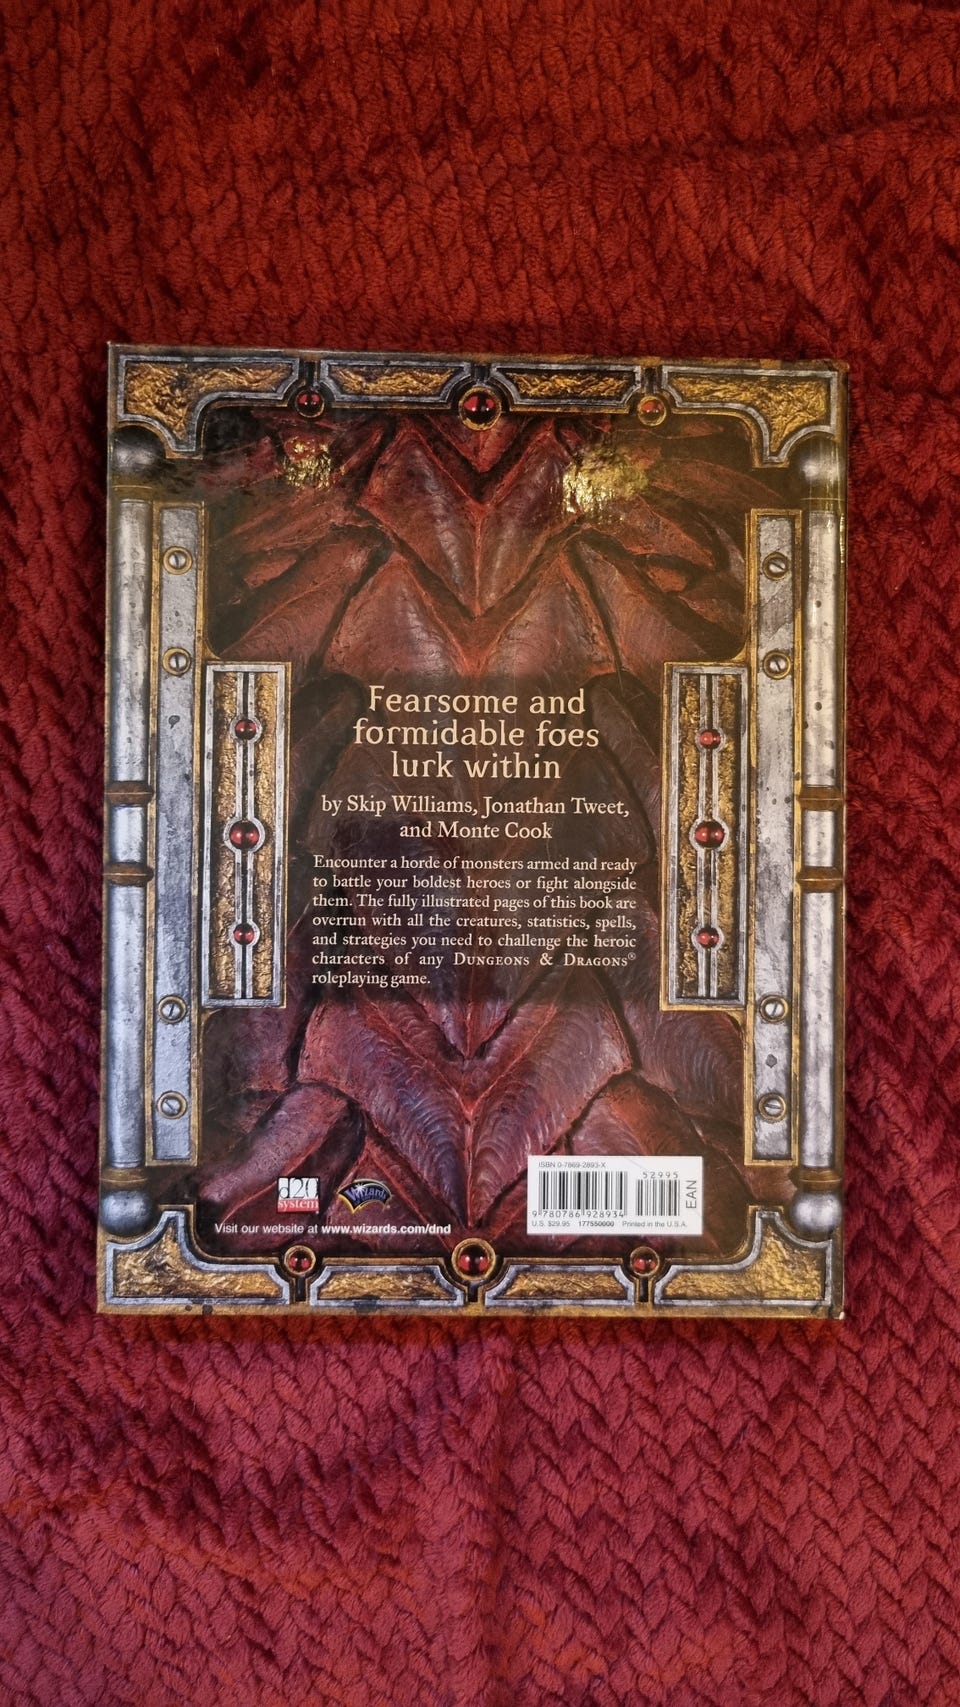 Fearsome and
formidable foes
lurk within
by Skip Williams, Jonathan Tweet,
and Monte Cook
Encounter a horde of monsters armed and ready
to battle your boldest heroes or fight alongside
them. The fully illustrated pages of this book are
overrun with all the creatures, statistics, spells,
and strategies you need to challenge the heroic
characters of any DUNGEONS & DRAGONS®
roleplaying game.
d20
system
Wizards
Visit our website at www.wizards.com/dnd
ISBN 0-7869-2893-X
52995
EAN
9 780786 928934
U.S. $29.95 177550000 Printed in the U.S.A.